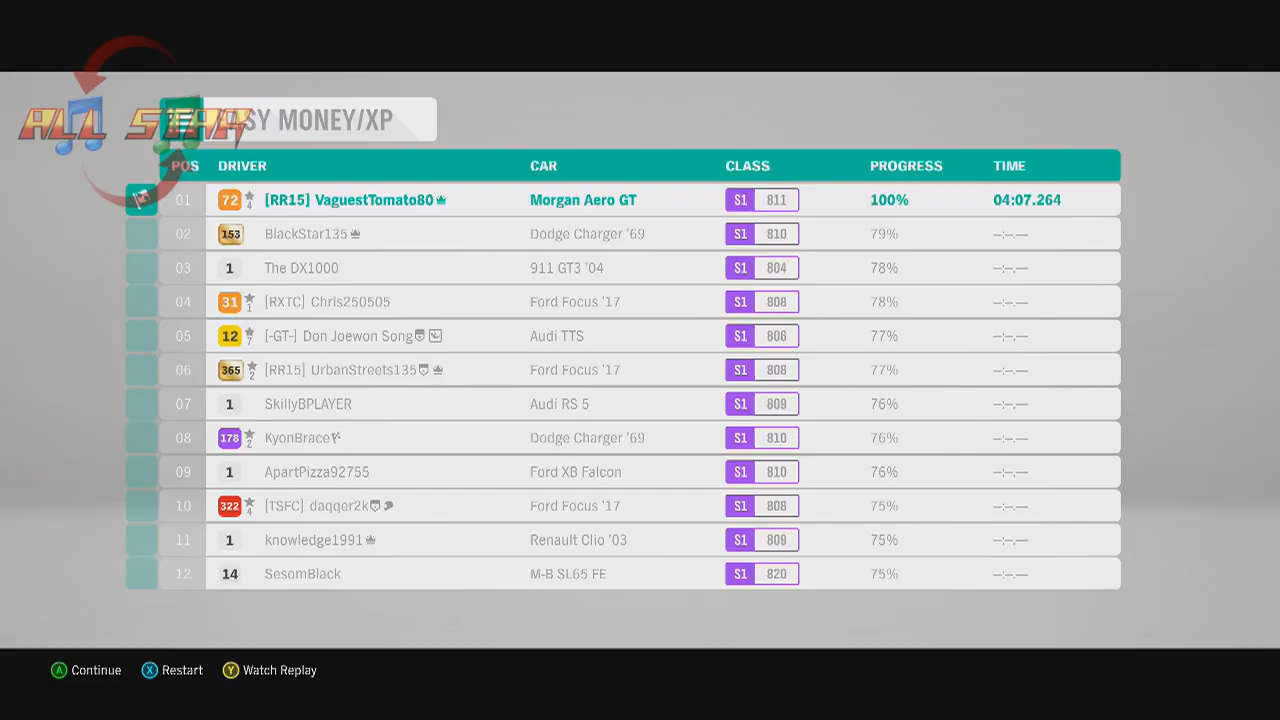 ALL STAR
EASY MONEY/XP
POS DRIVER CAR CLASS PROGRESS TIME
01 72 4 [RR15] VaguestTomato80 Morgan Aero GT S1 811 100% 04:07.264
02 153 BlackStar135 Dodge Charger '69 S1 810 79% --:--.---
03 1 The DX1000 911 GT3 '04 S1 804 78% --:--.---
04 31 1 [RXTC] Chris250505 Ford Focus '17 S1 808 78% --:--.---
05 12 7 [-GT-] Don Joewon Song Audi TTS S1 806 77% --:--.---
06 365 2 [RR15] UrbanStreets135 Ford Focus '17 S1 808 77% --:--.---
07 1 SkillyBPLAYER Audi RS 5 S1 809 76% --:--.---
08 178 2 KyonBrace Dodge Charger '69 S1 810 76% --:--.---
09 1 ApartPizza92755 Ford XB Falcon S1 810 76% --:--.---
10 322 4 [TSFC] daqqer2k Ford Focus '17 S1 808 75% --:--.---
11 1 knowledge1991 Renault Clio '03 S1 809 75% --:--.---
12 14 SesomBlack M-B SL65 FE S1 820 75% --:--.---
A Continue X Restart Y Watch Replay